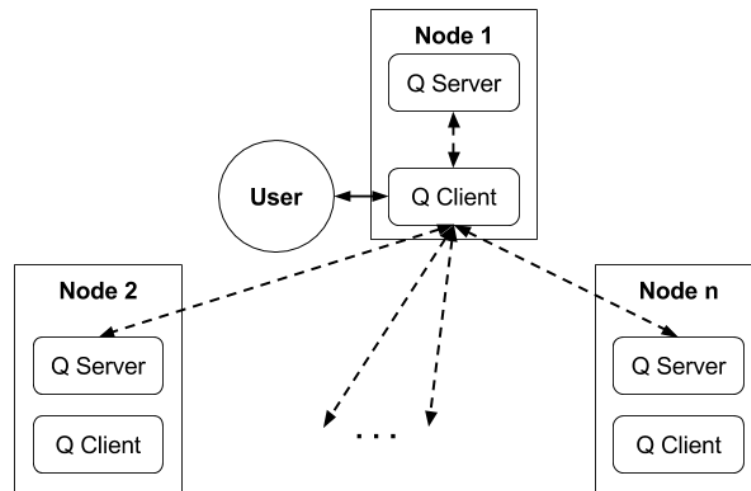 Node 1
Q Server
User
Q Client
Node 2
Q Server
Q Client
. . .
Node n
Q Server
Q Client